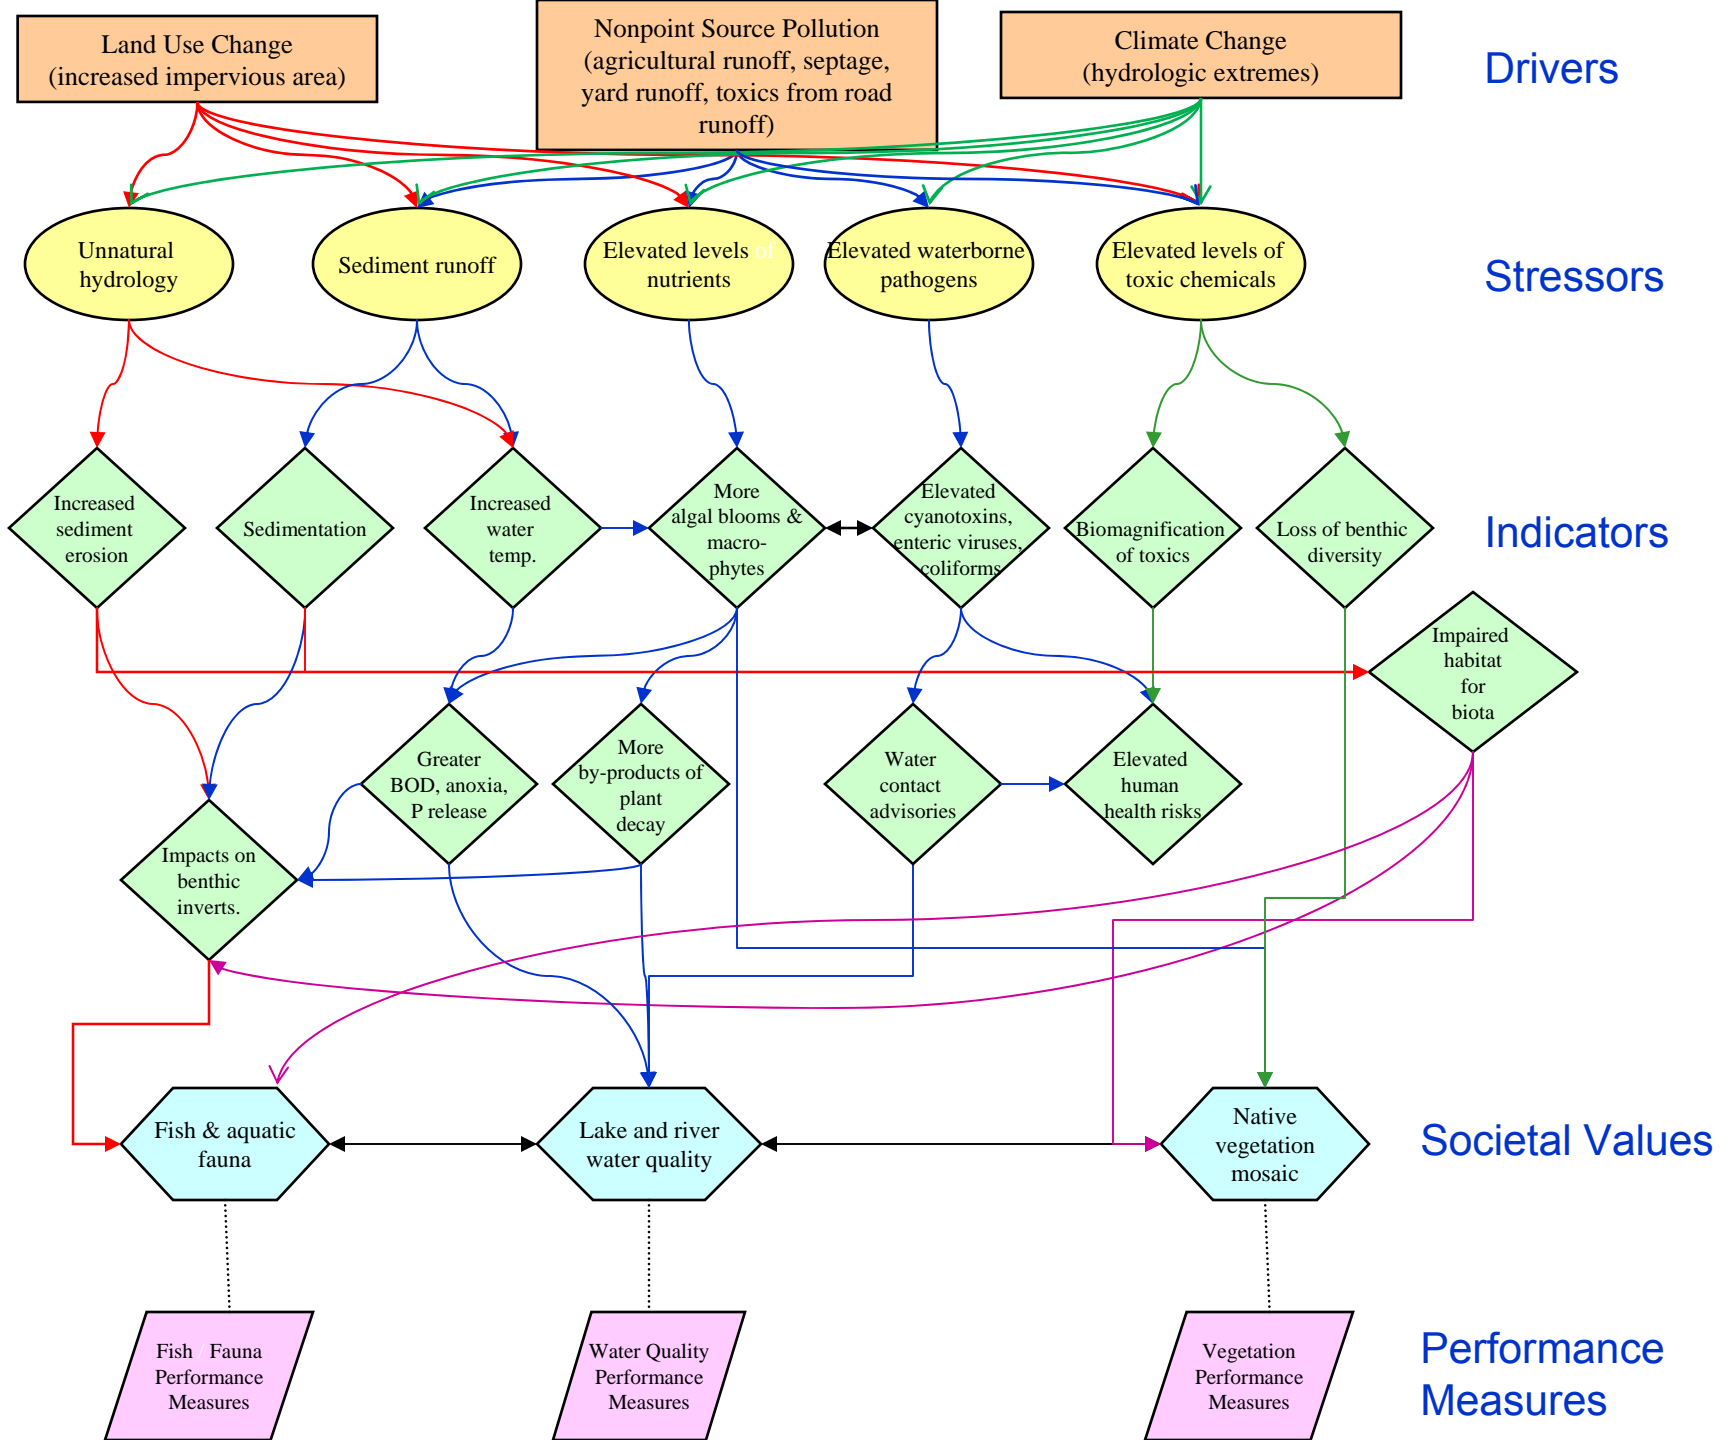 Land Use Change
(increased impervious area)
Nonpoint Source Pollution
(agricultural runoff, septage,
yard runoff, toxics from road
runoff)
Climate Change
(hydrologic extremes)
Drivers
Unnatural
hydrology
Sediment runoff
Elevated levels of
nutrients
Elevated waterborne
pathogens
Elevated levels of
toxic chemicals
Stressors
Increased
sediment
erosion
Sedimentation
Increased
water
temp.
More
algal blooms &
macro-
phytes
Elevated
cyanotoxins,
enteric viruses,
coliforms
Biomagnification
of toxics
Loss of benthic
diversity
Indicators
Impaired
habitat
for
biota
Greater
BOD, anoxia,
P release
More
by-products of
plant
decay
Water
contact
advisories
Elevated
human
health risks
Impacts on
benthic
inverts.
Fish & aquatic
fauna
Lake and river
water quality
Native
vegetation
mosaic
Societal Values
Fish / Fauna
Performance
Measures
Water Quality
Performance
Measures
Vegetation
Performance
Measures
Performance
Measures